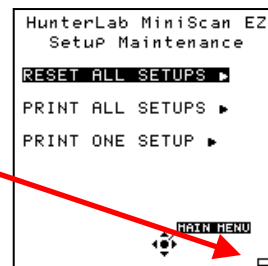 HunterLab MiniScan EZ
Setup Maintenance
RESET ALL SETUPS ▶
PRINT ALL SETUPS ▶
PRINT ONE SETUP ▶
MAIN MENU